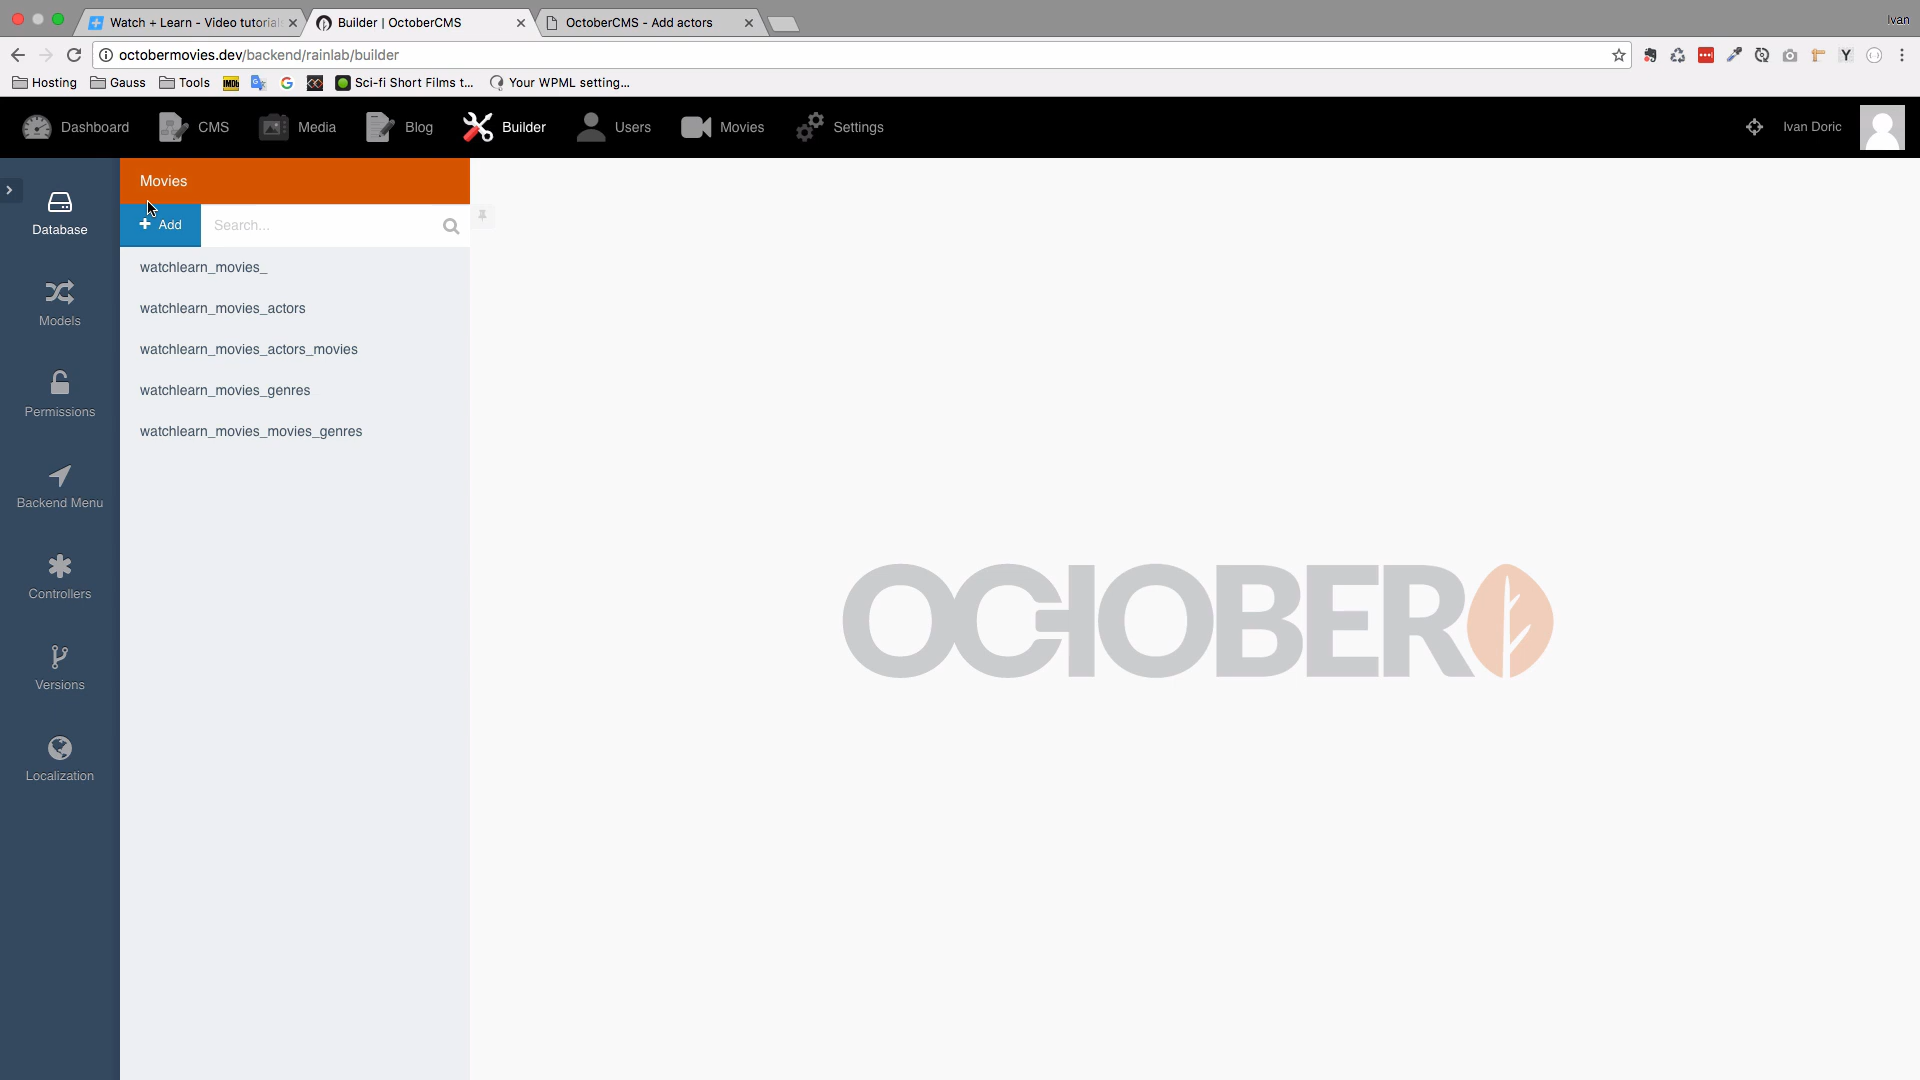 Watch + Learn - Video tutorial
Builder | OctoberCMS
OctoberCMS - Add actors
Ivan
octobermovies.dev/backend/rainlab/builder
Hosting
Gauss
Tools
IMDb
Sci-fi Short Films t...
Your WPML setting...
Dashboard
CMS
Media
Blog
Builder
Users
Movies
Settings
Ivan Doric
Database
Models
Permissions
Backend Menu
Controllers
Versions
Localization
Movies
+ Add
Search...
watchlearn_movies_
watchlearn_movies_actors
watchlearn_movies_actors_movies
watchlearn_movies_genres
watchlearn_movies_movies_genres
OCTOBER